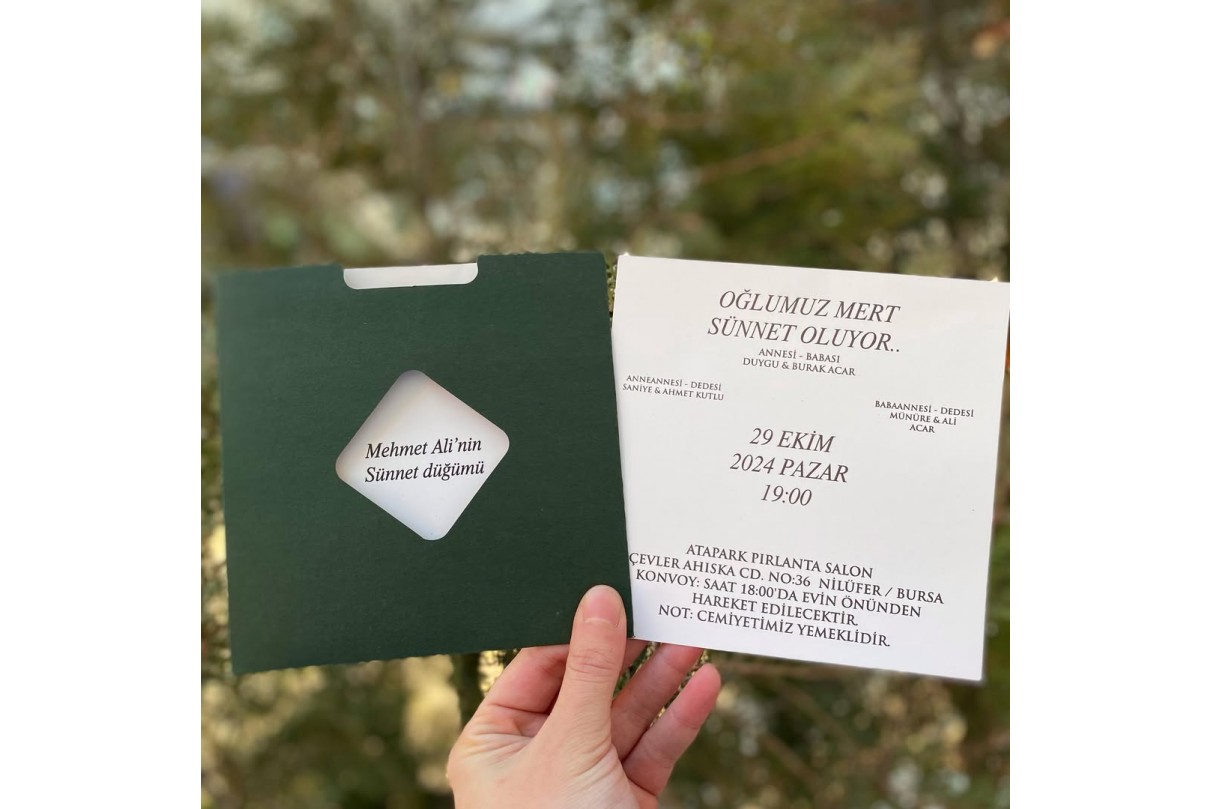 Mehmet Ali'nin
Sünnet düğümü
OĞLUMUZ MERT
SÜNNET OLUYOR..
ANNESİ - BABASI
DUYGU & BURAK ACAR
ANNEANNESİ - DEDESİ
SANİYE & AHMET KUTLU
BABAANNESİ - DEDESİ
MÜNÜRE & ALİ
ACAR
29 EKİM
2024 PAZAR
19:00
ATAPARK PIRLANTA SALON
ÇEVLER AHISKA CD. NO:36 NİLÜFER / BURSA
KONVOY: SAAT 18:00'DA EVİN ÖNÜNDEN
HAREKET EDİLECEKTİR.
NOT: CEMİYETİMİZ YEMEKLİDİR.